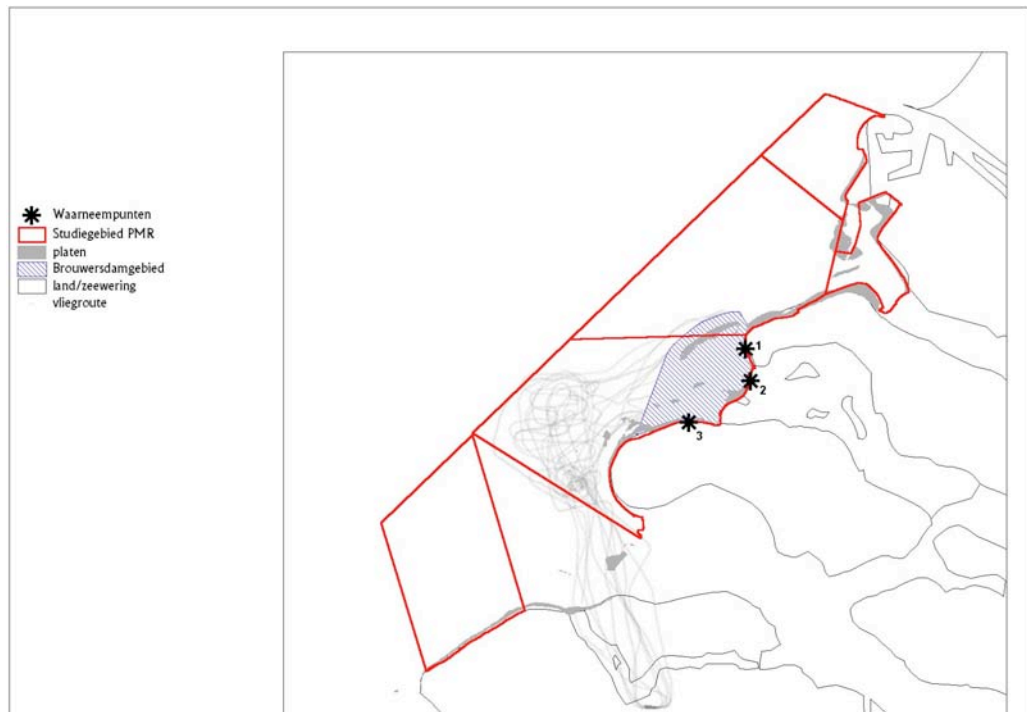 Waarneempunten
Studiegebied PMR
platen
Brouwersdamgebied
land/zeewering
vliegroute
1
2
3